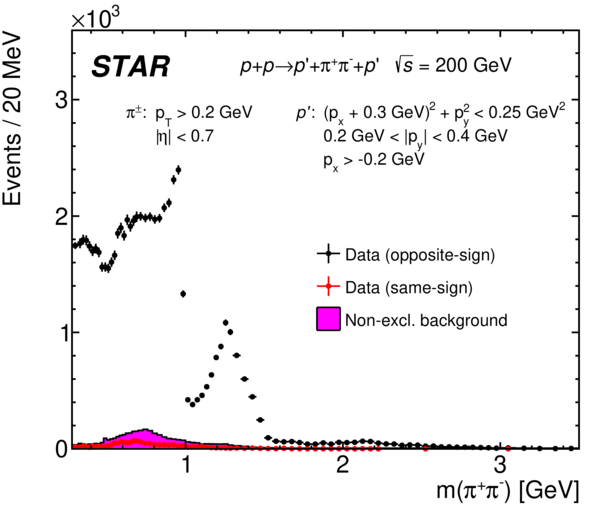 ×10³
Events / 20 MeV
STAR
p+p→p'+π⁺π⁻+p' √s = 200 GeV
π±: p_T > 0.2 GeV
|η| < 0.7
p': (p_x + 0.3 GeV)² + p_y² < 0.25 GeV²
0.2 GeV < |p_y| < 0.4 GeV
p_x > -0.2 GeV
3
2
1
0
Data (opposite-sign)
Data (same-sign)
Non-excl. background
1 2 3
m(π⁺π⁻) [GeV]